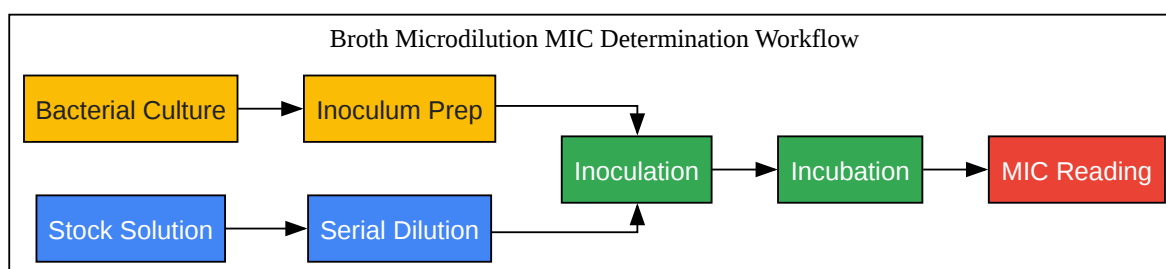 Broth Microdilution MIC Determination Workflow
Bacterial Culture
Inoculum Prep
Inoculation
Incubation
MIC Reading
Stock Solution
Serial Dilution